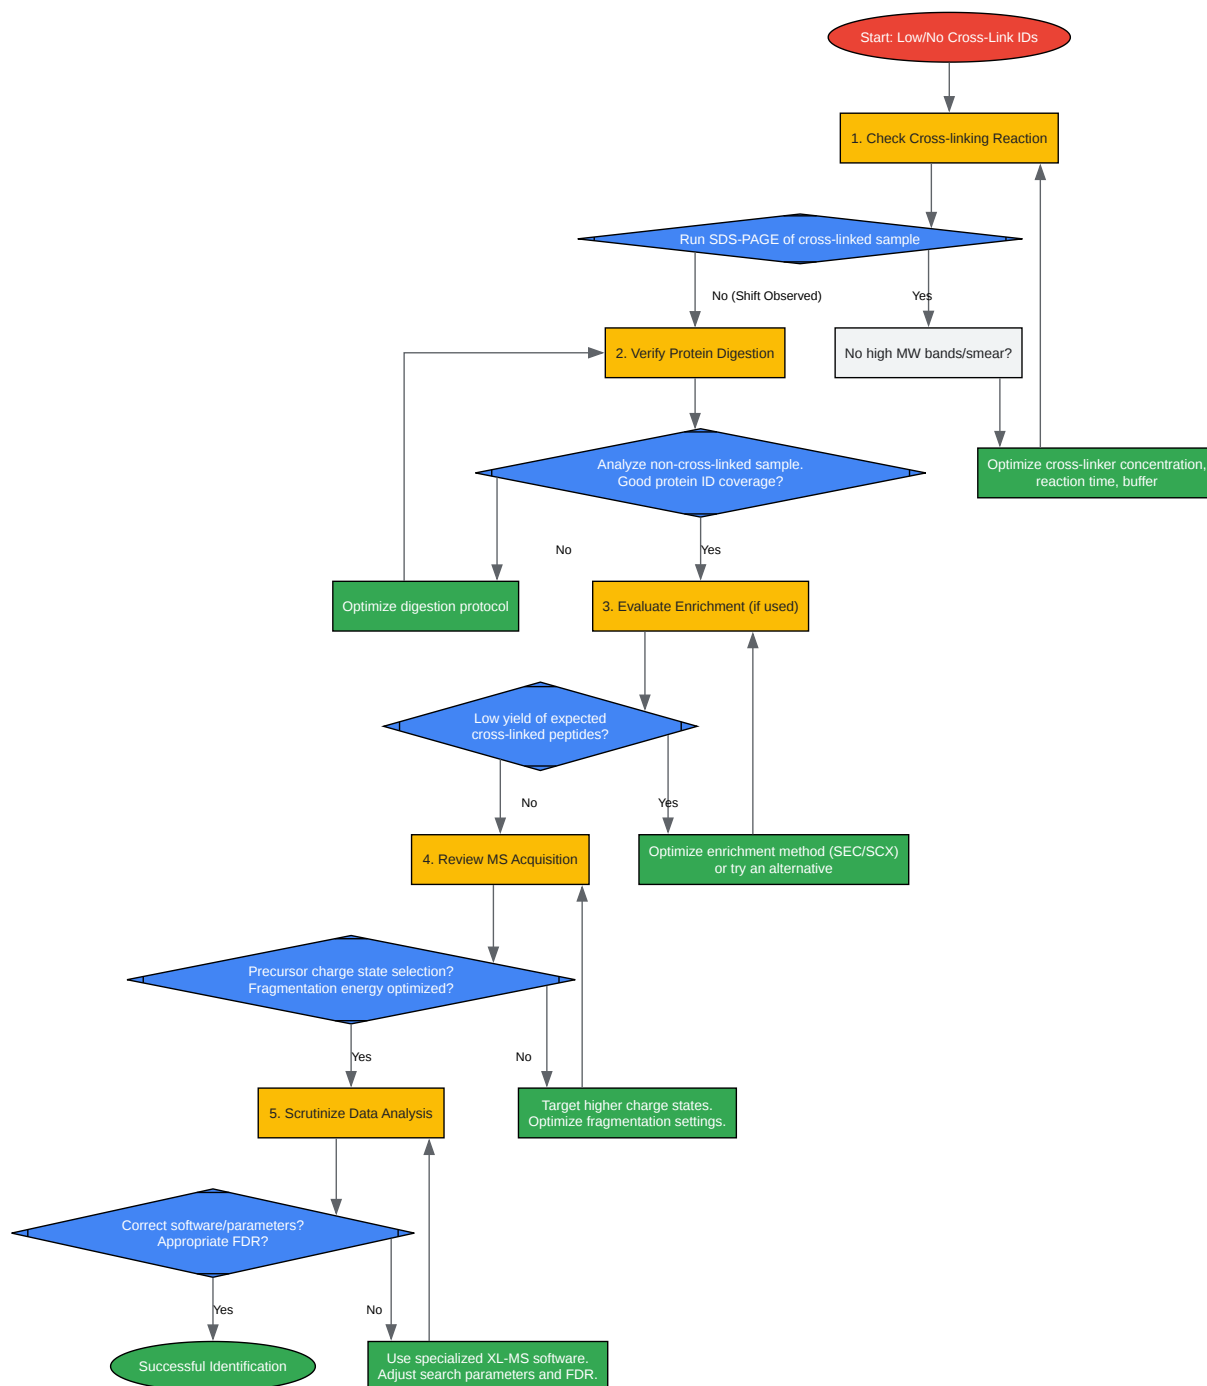 Start: Low/No Cross-Link IDs
1. Check Cross-linking Reaction
Run SDS-PAGE of cross-linked sample
No (Shift Observed)
Yes
2. Verify Protein Digestion
No high MW bands/smear?
Analyze non-cross-linked sample.
Good protein ID coverage?
Optimize cross-linker concentration,
reaction time, buffer
No
Yes
Optimize digestion protocol
3. Evaluate Enrichment (if used)
Low yield of expected
cross-linked peptides?
No
Yes
4. Review MS Acquisition
Optimize enrichment method (SEC/SCX)
or try an alternative
Precursor charge state selection?
Fragmentation energy optimized?
Yes
No
5. Scrutinize Data Analysis
Target higher charge states.
Optimize fragmentation settings.
Correct software/parameters?
Appropriate FDR?
Yes
No
Successful Identification
Use specialized XL-MS software.
Adjust search parameters and FDR.